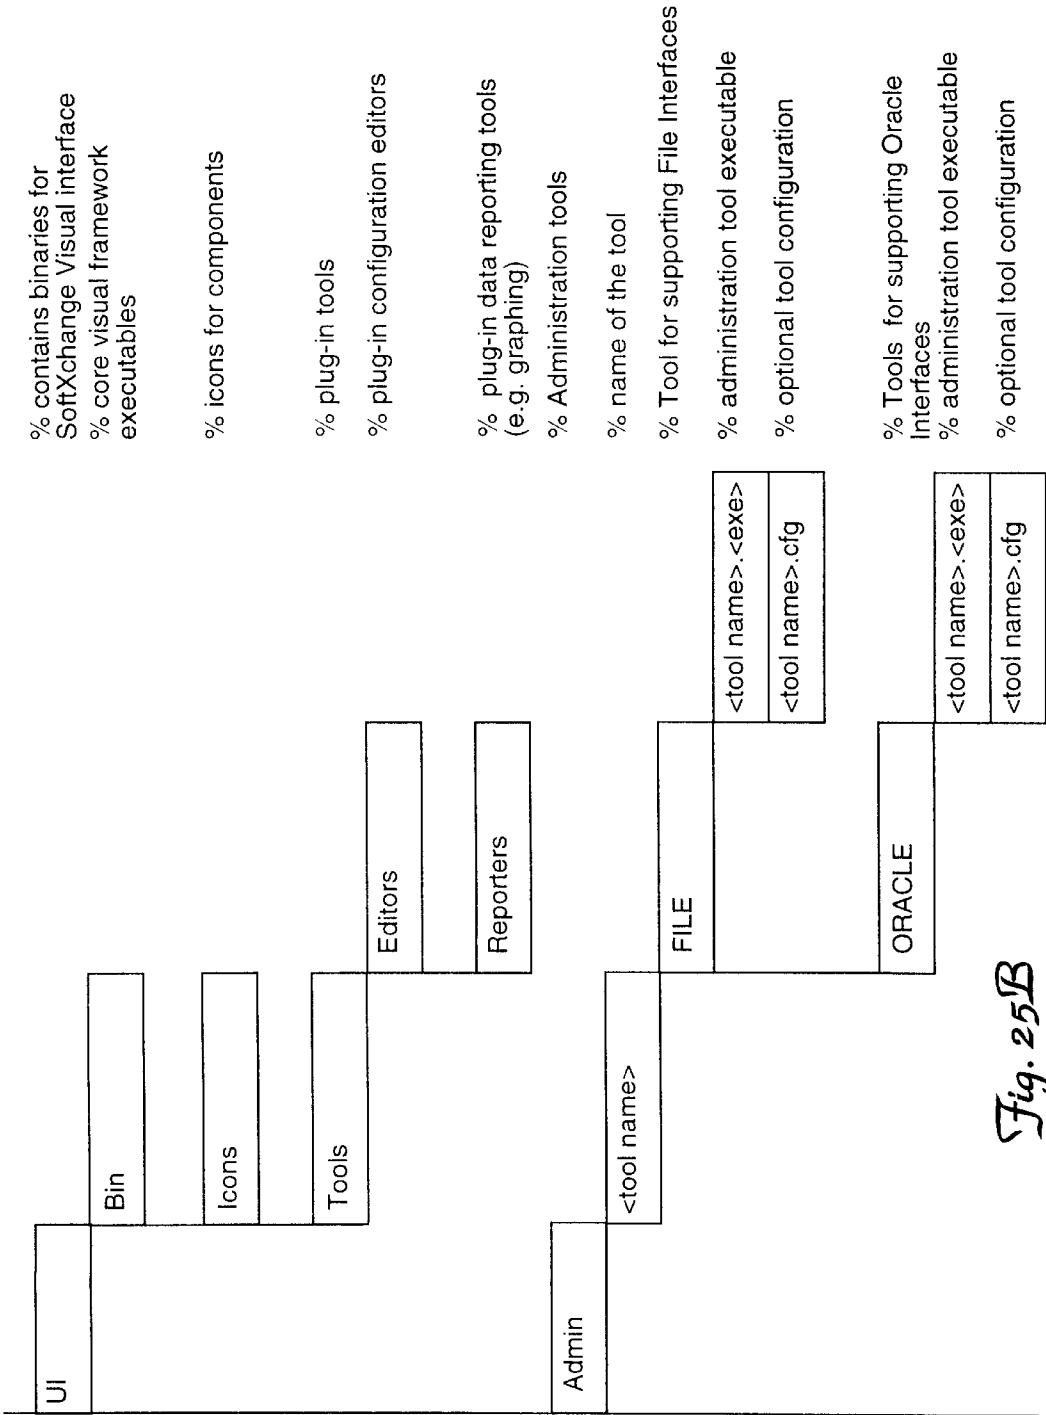 UI
% contains binaries for
SoftXchange Visual interface
Bin
% core visual framework
executables
Icons
% icons for components
Tools
% plug-in tools
Editors
% plug-in configuration editors
Reporters
% plug-in data reporting tools
(e.g. graphing)
Admin
% Administration tools
<tool name>
% name of the tool
FILE
% Tool for supporting File Interfaces
<tool name>.<exe>
% administration tool executable
<tool name>.cfg
% optional tool configuration
ORACLE
% Tools for supporting Oracle
Interfaces
<tool name>.<exe>
% administration tool executable
<tool name>.cfg
% optional tool configuration
Fig. 25B